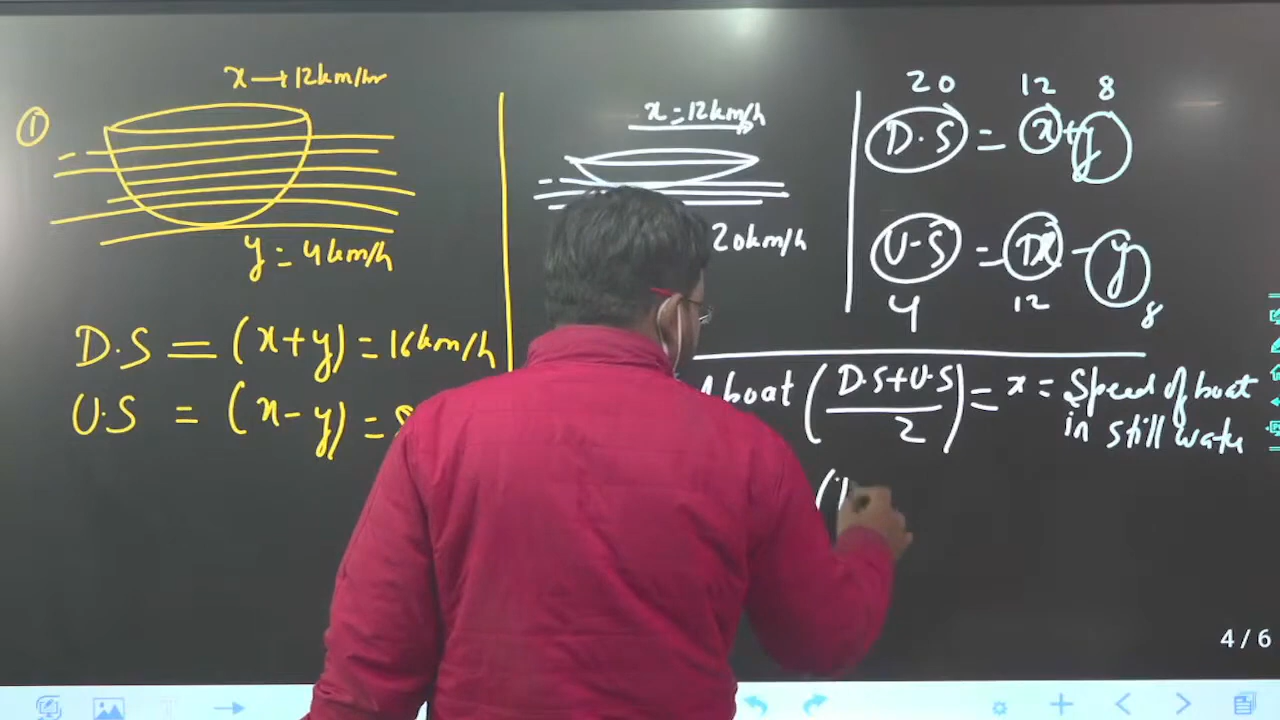 ①
x → 12km/hr
y = 4km/h
D.S = (x+y) = 16km/h
U.S = (x-y) =
x = 12km/h
20km/h
20 12 8
D.S = x+y
U.S = x - y
4 12 8
boat (D.S+U.S / 2) = x = Speed of boat
in still water
4 / 6